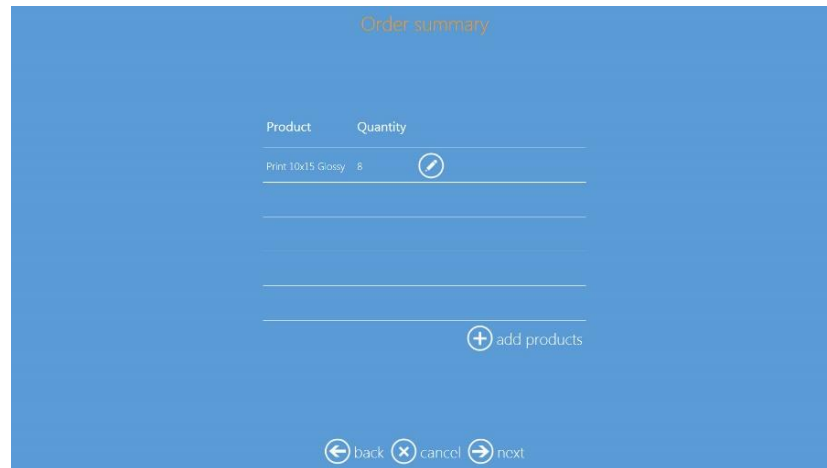 Order summary
Product Quantity
Print 10x15 Glossy 8
add products
back cancel next